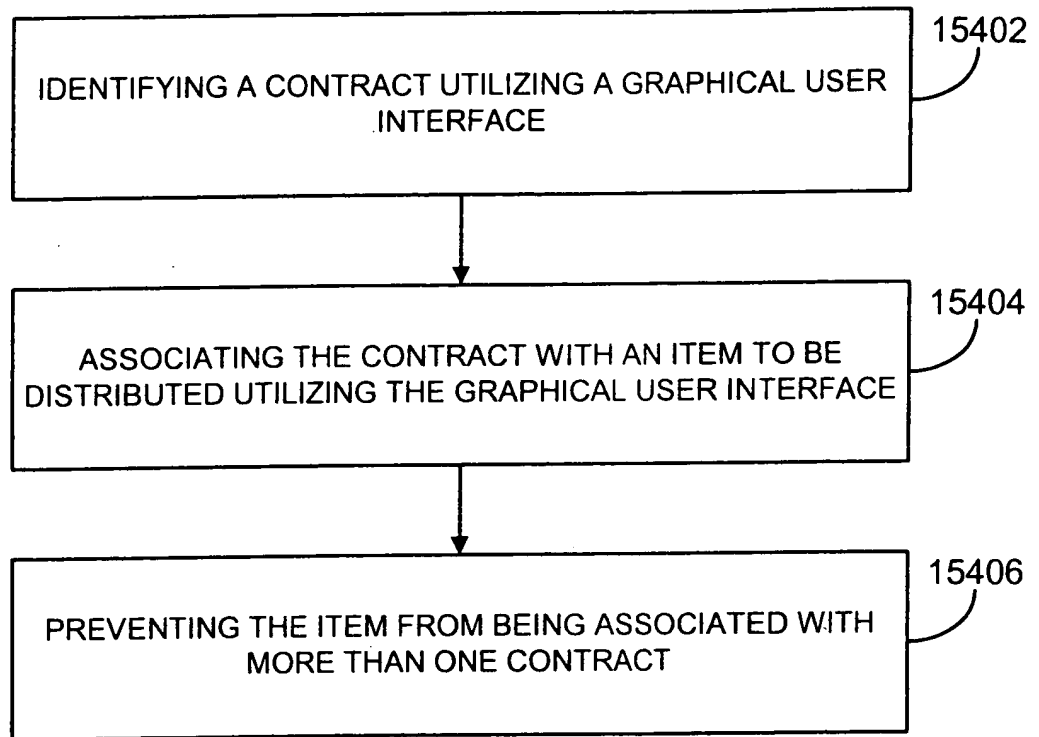 15402
IDENTIFYING A CONTRACT UTILIZING A GRAPHICAL USER
INTERFACE
15404
ASSOCIATING THE CONTRACT WITH AN ITEM TO BE
DISTRIBUTED UTILIZING THE GRAPHICAL USER INTERFACE
15406
PREVENTING THE ITEM FROM BEING ASSOCIATED WITH
MORE THAN ONE CONTRACT